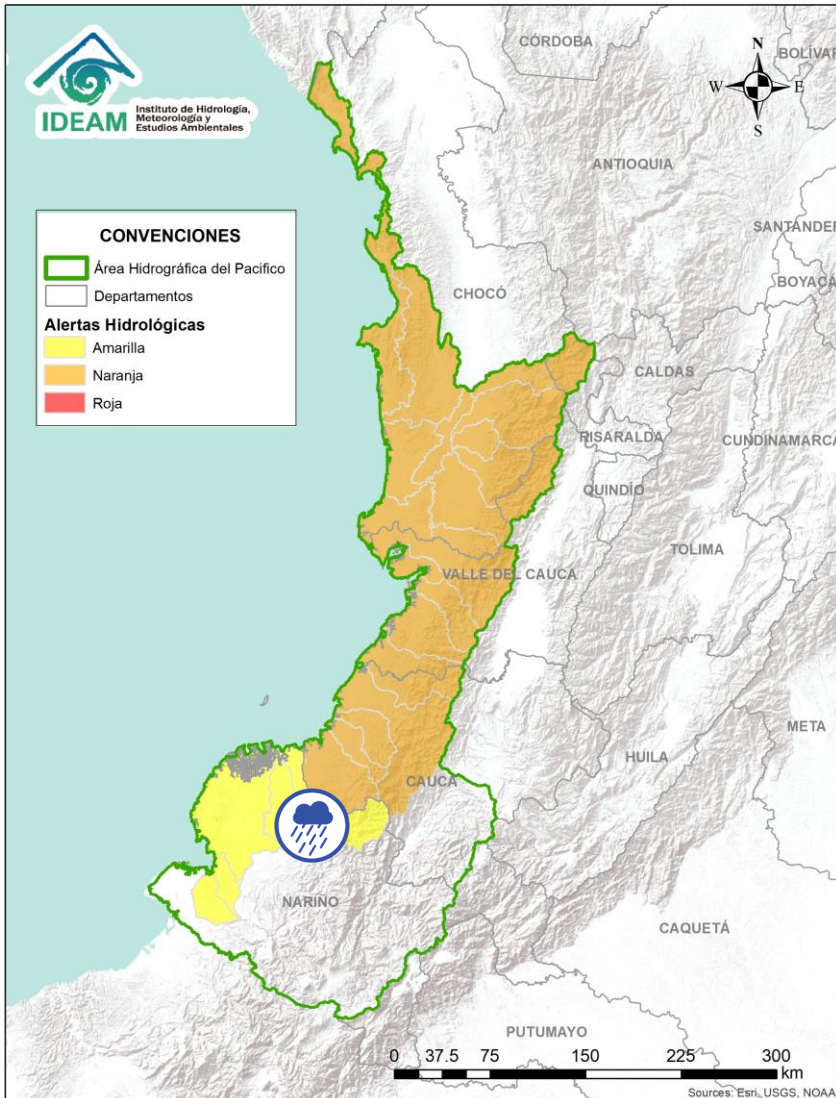 IDEAM
Instituto de Hidrología,
Meteorología y
Estudios Ambientales
CÓRDOBA
BOLÍVAR
N
W
E
S
ANTIOQUIA
SANTANDER
BOYACÁ
CONVENCIONES
Área Hidrográfica del Pacifico
Departamentos
Alertas Hidrológicas
Amarilla
Naranja
Roja
CHOCÓ
CALDAS
RISARALDA
CUNDINAMARCA
QUINDÍO
TOLIMA
VALLE DEL CAUCA
META
HUILA
CAUCA
NARIÑO
CAQUETÁ
PUTUMAYO
0 37.5 75 150 225 300
km
Sources: Esri, USGS, NOAA